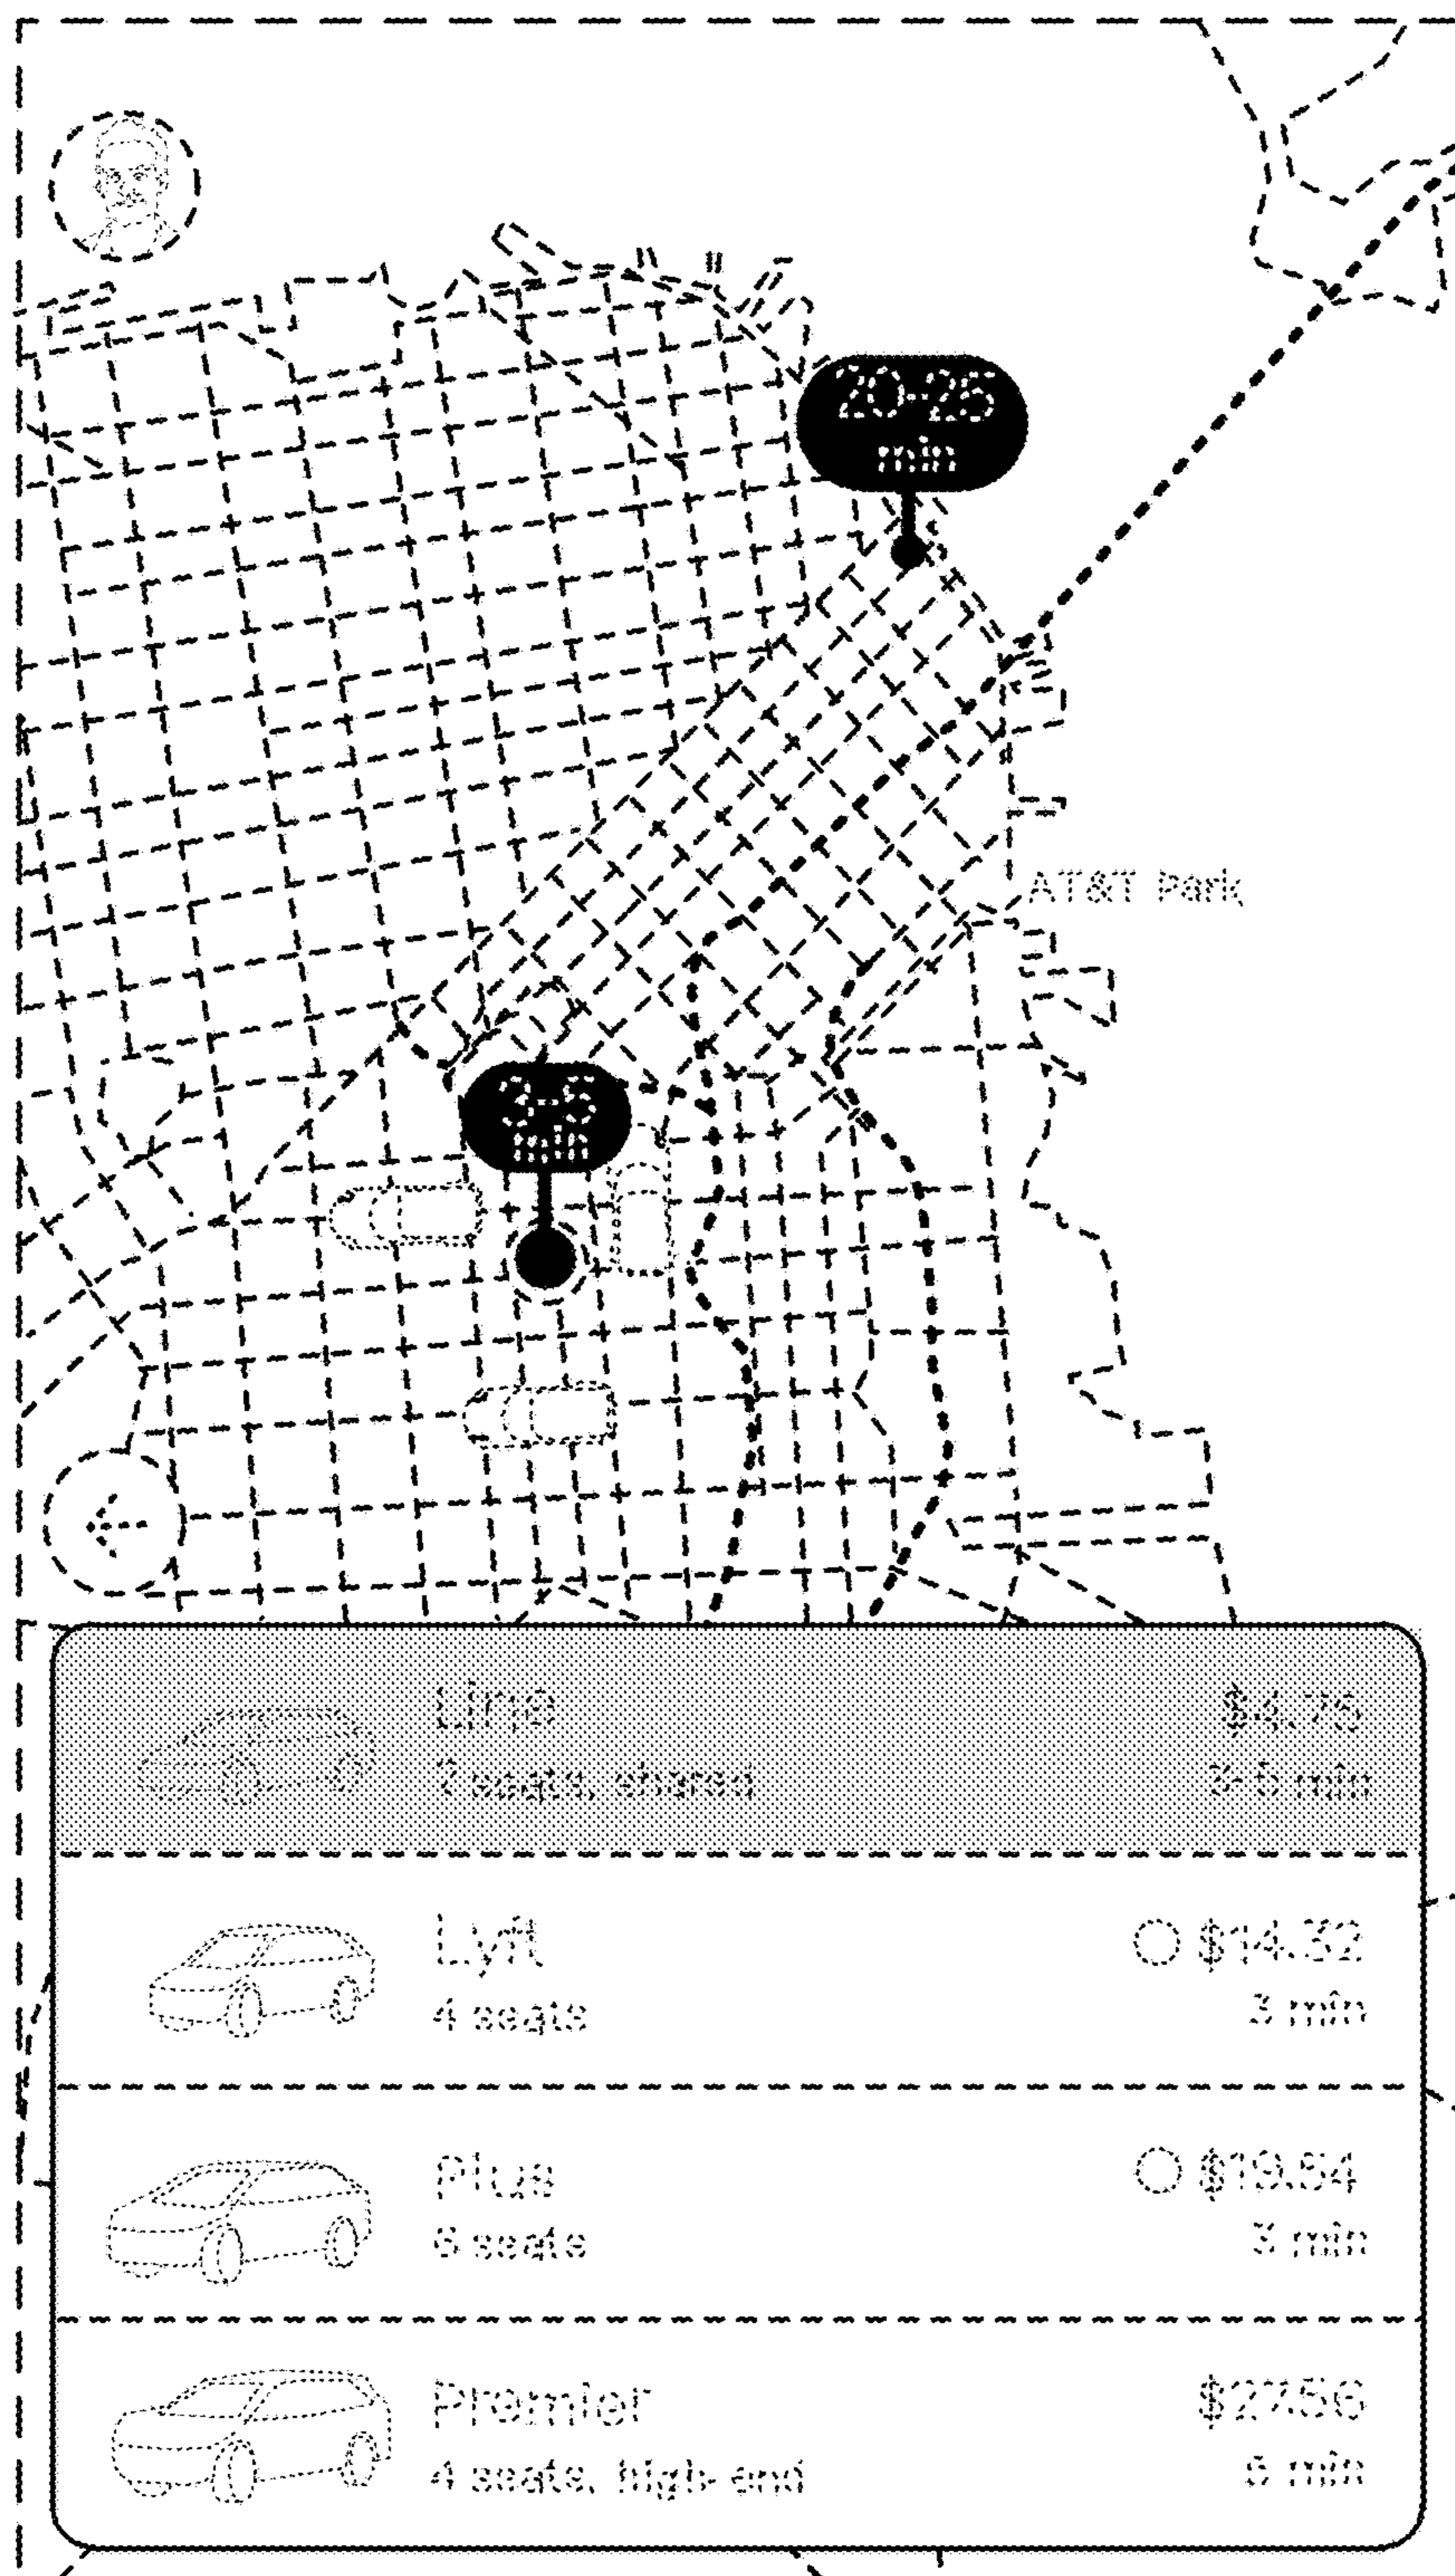 20-25
min
AT&T Park
3-5
min
Line
$4.75
2 seats, shared
3-5 min
Lyft
$14.32
4 seats
3 min
Plus
$19.54
6 seats
3 min
Premier
$27.56
4 seats, high-end
min